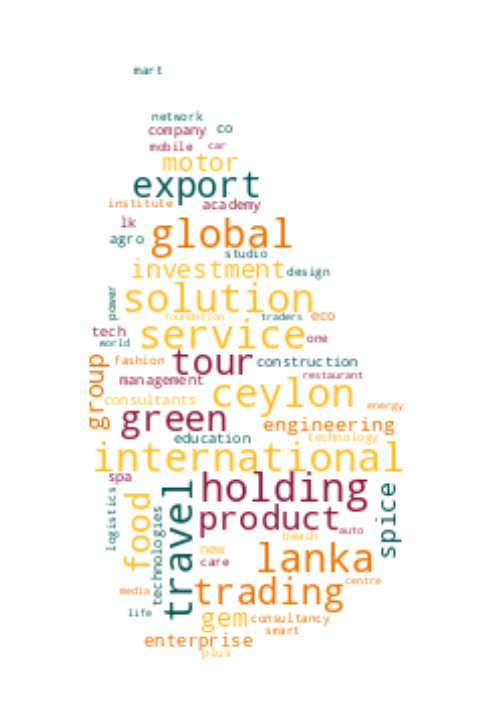 mart
network
company co
mobile car
motor
export
institute academy
lk
global
agro
studio
investment design
solution
power
foundation traders eco
tech service one
world
tour
group fashion construction
management restaurant
ceylon
consultants energy
green engineering
education technology
international
spa
holding
logistics food travel product spice
technologies auto
beach
new lanka
care
media trading centre
life gem consultancy
smart
enterprise
plus